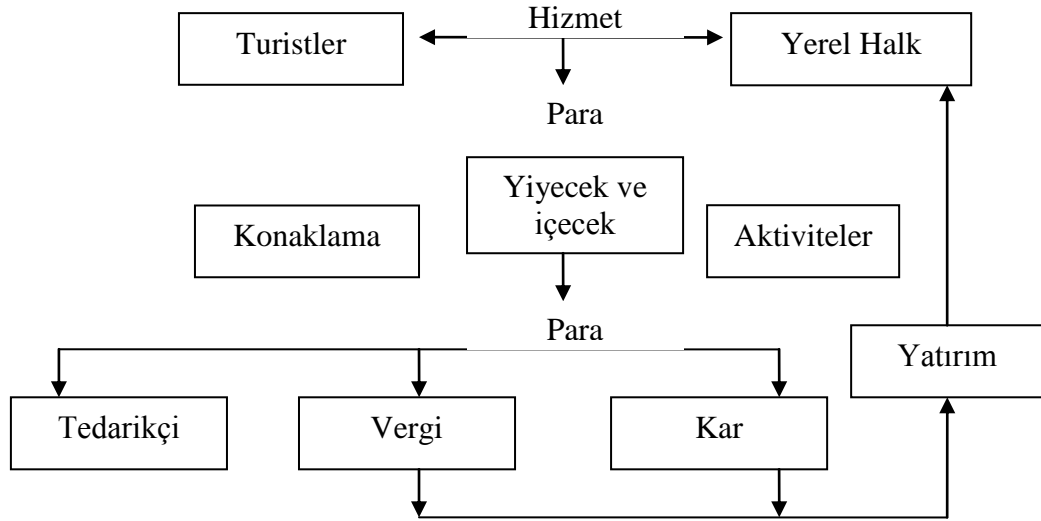 Hizmet
Turistler
Yerel Halk
Para
Yiyecek ve
içecek
Konaklama
Aktiviteler
Para
Yatırım
Tedarikçi
Vergi
Kar